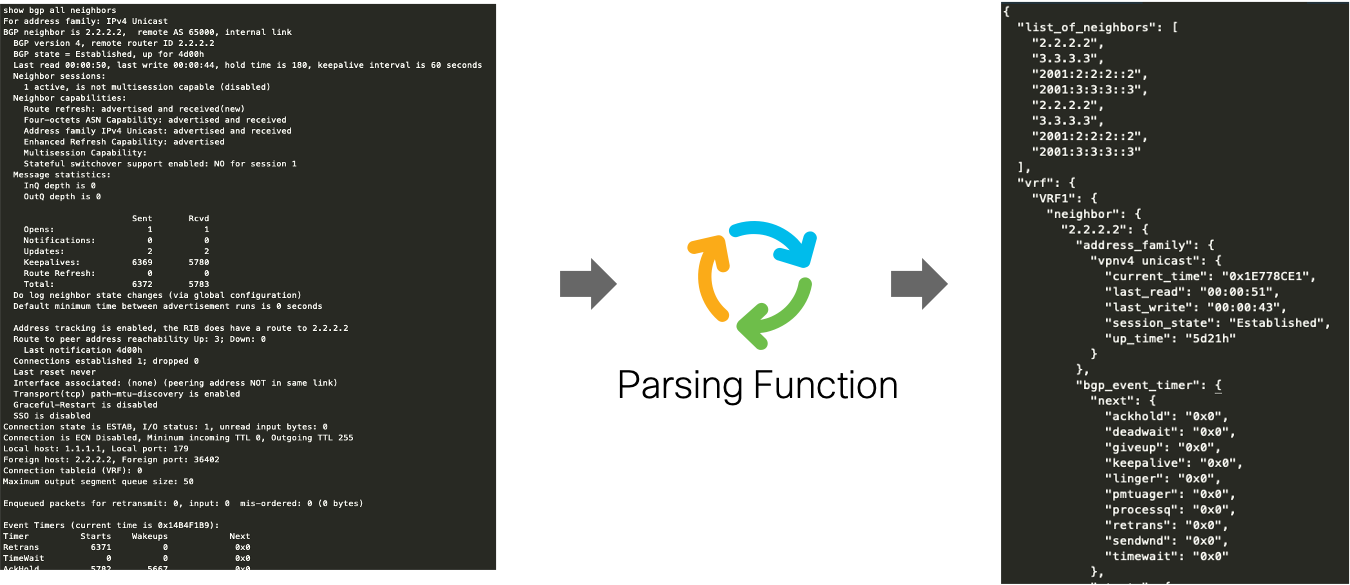 show bgp all neighbors
For address family: IPv4 Unicast
BGP neighbor is 2.2.2.2,  remote AS 65000, internal link
  BGP version 4, remote router ID 2.2.2.2
  BGP state = Established, up for 4d00h
  Last read 00:00:50, last write 00:00:44, hold time is 180, keepalive interval is 60 seconds
  Neighbor sessions:
    1 active, is not multisession capable (disabled)
  Neighbor capabilities:
    Route refresh: advertised and received(new)
    Four-octets ASN Capability: advertised and received
    Address family IPv4 Unicast: advertised and received
    Enhanced Refresh Capability: advertised
    Multisession Capability:
    Stateful switchover support enabled: NO for session 1
  Message statistics:
    InQ depth is 0
    OutQ depth is 0
                         Sent       Rcvd
    Opens:                  1          1
    Notifications:          0          0
    Updates:                2          2
    Keepalives:          6369       5780
    Route Refresh:          0          0
    Total:               6372       5783
  Do log neighbor state changes (via global configuration)
  Default minimum time between advertisement runs is 0 seconds
  Address tracking is enabled, the RIB does have a route to 2.2.2.2
  Route to peer address reachability Up: 3; Down: 0
    Last notification 4d00h
  Connections established 1; dropped 0
  Last reset never
  Interface associated: (none) (peering address NOT in same link)
  Transport(tcp) path-mtu-discovery is enabled
  Graceful-Restart is disabled
  SSO is disabled
Connection state is ESTAB, I/O status: 1, unread input bytes: 0
Connection is ECN Disabled, Mininum incoming TTL 0, Outgoing TTL 255
Local host: 1.1.1.1, Local port: 179
Foreign host: 2.2.2.2, Foreign port: 36402
Connection tableid (VRF): 0
Maximum output segment queue size: 50
Enqueued packets for retransmit: 0, input: 0  mis-ordered: 0 (0 bytes)
Event Timers (current time is 0x14B4F1B9):
Timer          Starts    Wakeups            Next
Retrans          6371          0             0x0
TimeWait            0          0             0x0
AckHold          5782       5667             0x0
Parsing Function
{
  "list_of_neighbors": [
    "2.2.2.2",
    "3.3.3.3",
    "2001:2:2:2::2",
    "2001:3:3:3::3",
    "2.2.2.2",
    "3.3.3.3",
    "2001:2:2:2::2",
    "2001:3:3:3::3"
  ],
  "vrf": {
    "VRF1": {
      "neighbor": {
        "2.2.2.2": {
          "address_family": {
            "vpnv4 unicast": {
              "current_time": "0x1E778CE1",
              "last_read": "00:00:51",
              "last_write": "00:00:43",
              "session_state": "Established",
              "up_time": "5d21h"
            }
          },
          "bgp_event_timer": {
            "next": {
              "ackhold": "0x0",
              "deadwait": "0x0",
              "giveup": "0x0",
              "keepalive": "0x0",
              "linger": "0x0",
              "pmtuager": "0x0",
              "processq": "0x0",
              "retrans": "0x0",
              "sendwnd": "0x0",
              "timewait": "0x0"
            },